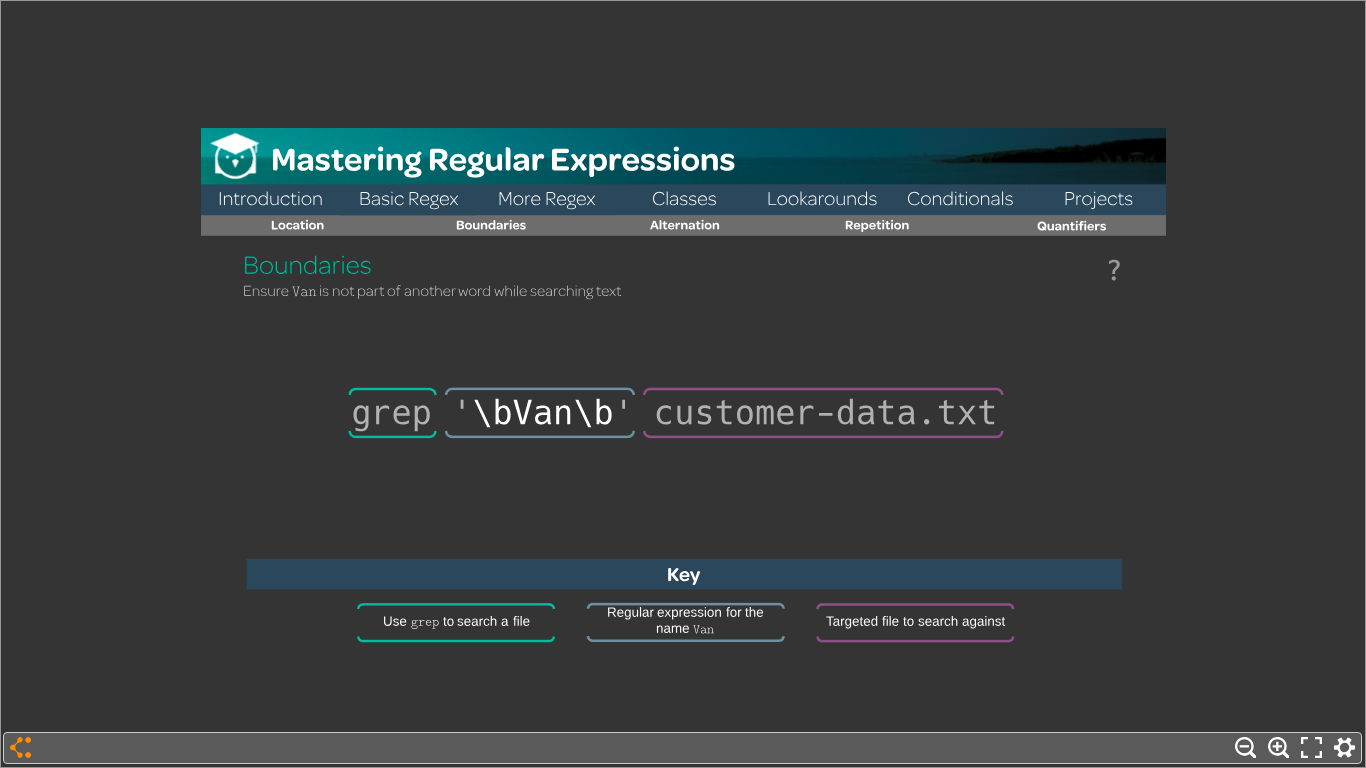 Mastering Regular Expressions
Introduction Basic Regex More Regex Classes Lookarounds Conditionals Projects
Location Boundaries Alternation Repetition Quantifiers
Boundaries
?
Ensure Van is not part of another word while searching text
grep '\bVan\b' customer-data.txt
Key
Use grep to search a file
Regular expression for the
name Van
Targeted file to search against